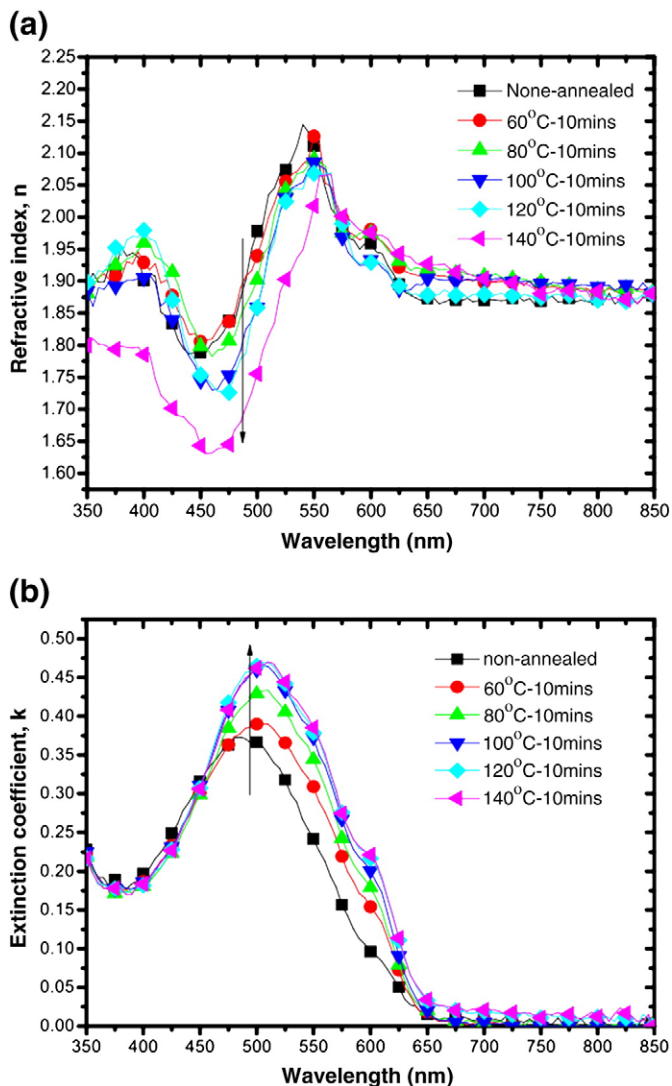 (a)
2.25
2.20
2.15
2.10
2.05
2.00
1.95
1.90
1.85
1.80
1.75
1.70
1.65
1.60
Refractive index, n
None-annealed
60°C-10mins
80°C-10mins
100°C-10mins
120°C-10mins
140°C-10mins
350 400 450 500 550 600 650 700 750 800 850
Wavelength (nm)
(b)
0.50
0.45
0.40
0.35
0.30
0.25
0.20
0.15
0.10
0.05
0.00
Extinction coefficient, k
non-annealed
60°C-10mins
80°C-10mins
100°C-10mins
120°C-10mins
140°C-10mins
350 400 450 500 550 600 650 700 750 800 850
Wavelength (nm)